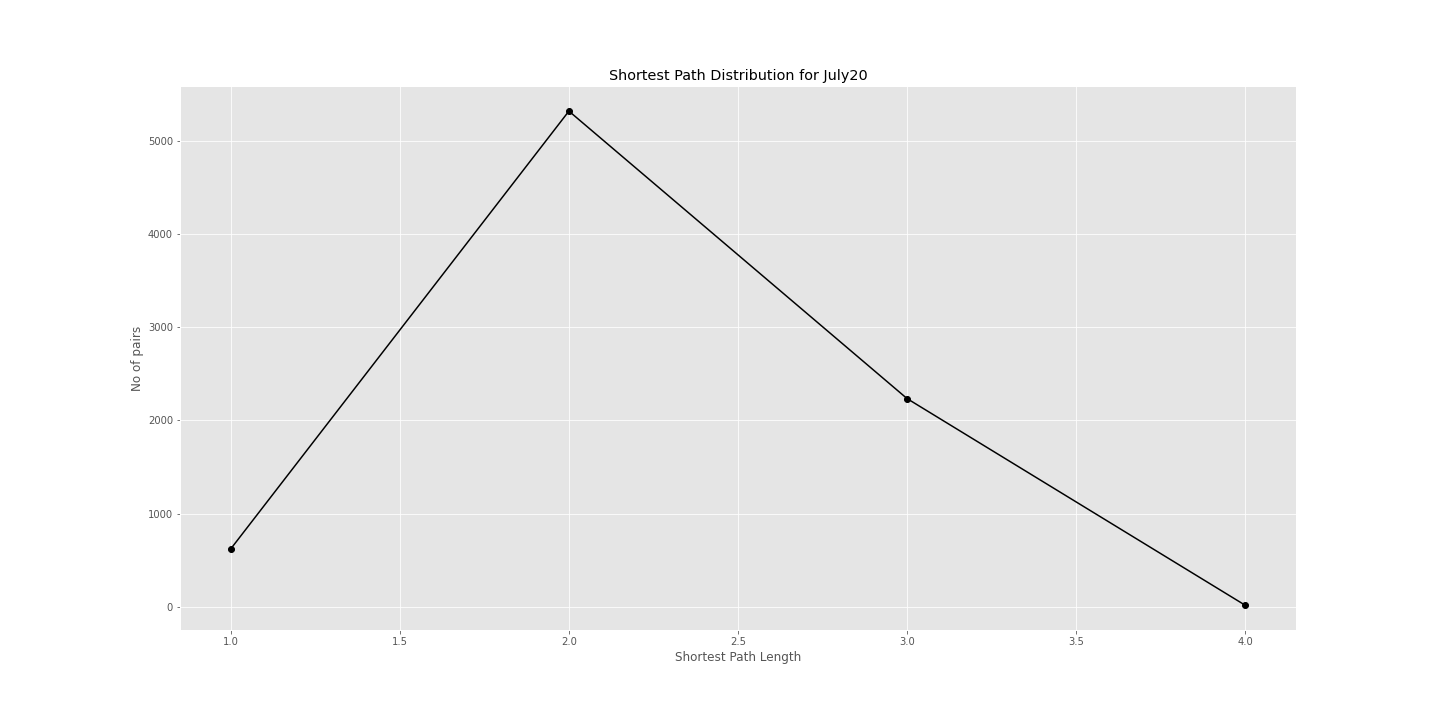 Shortest Path Distribution for July20
5000
4000
3000
2000
1000
0
No of pairs
1.0 1.5 2.0 2.5 3.0 3.5 4.0
Shortest Path Length